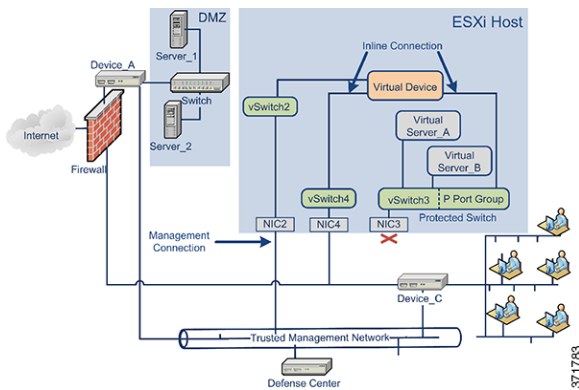 DMZ
ESXi Host
Server_1
Inline Connection
Device_A
Virtual Device
Switch
vSwitch2
Virtual
Server_A
Internet
Server_2
Virtual
Server_B
Firewall
vSwitch4
vSwitch3
P Port Group
Protected Switch
NIC2
NIC4
NIC3
Management
Connection
Device_C
Trusted Management Network
Defense Center
371783